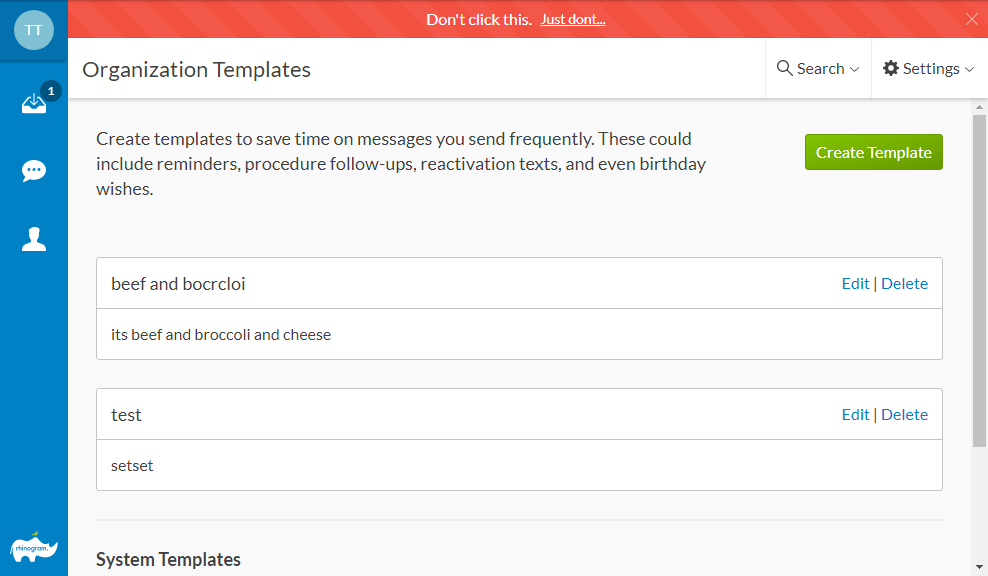 TT
Don't click this. Just dont...
1
Organization Templates
Search
Settings
Create templates to save time on messages you send frequently. These could
include reminders, procedure follow-ups, reactivation texts, and even birthday
wishes.
Create Template
beef and bocrcloi
Edit | Delete
its beef and broccoli and cheese
test
Edit | Delete
setset
rhinogram
System Templates